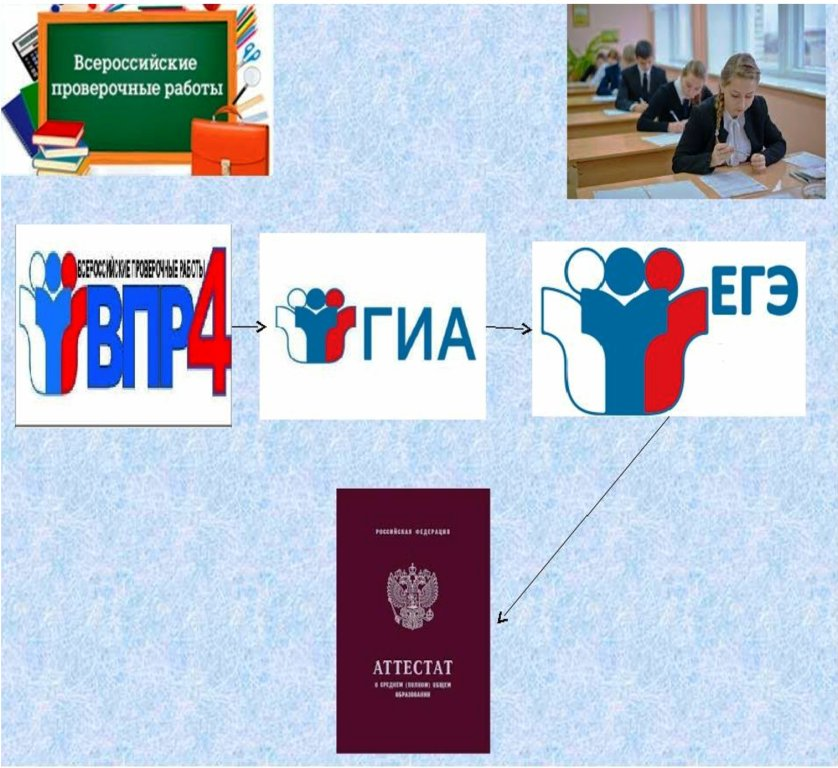 Всероссийские
проверочные работы
ВСЕРОССИЙСКИЕ ПРОВЕРОЧНЫЕ РАБОТЫ
ВПР4
ГИА
ЕГЭ
РОССИЙСКАЯ ФЕДЕРАЦИЯ
АТТЕСТАТ
О СРЕДНЕМ (ПОЛНОМ) ОБЩЕМ
ОБРАЗОВАНИИ